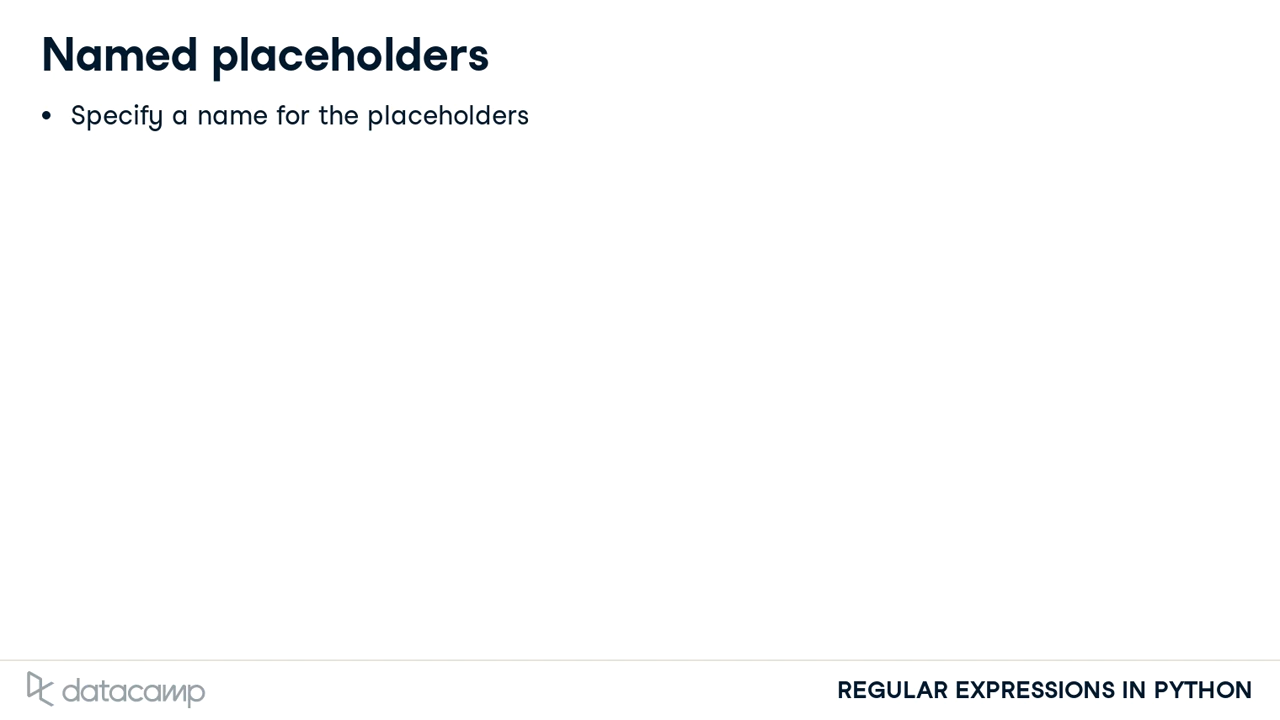 Named placeholders
• Specify a name for the placeholders
datacamp
REGULAR EXPRESSIONS IN PYTHON